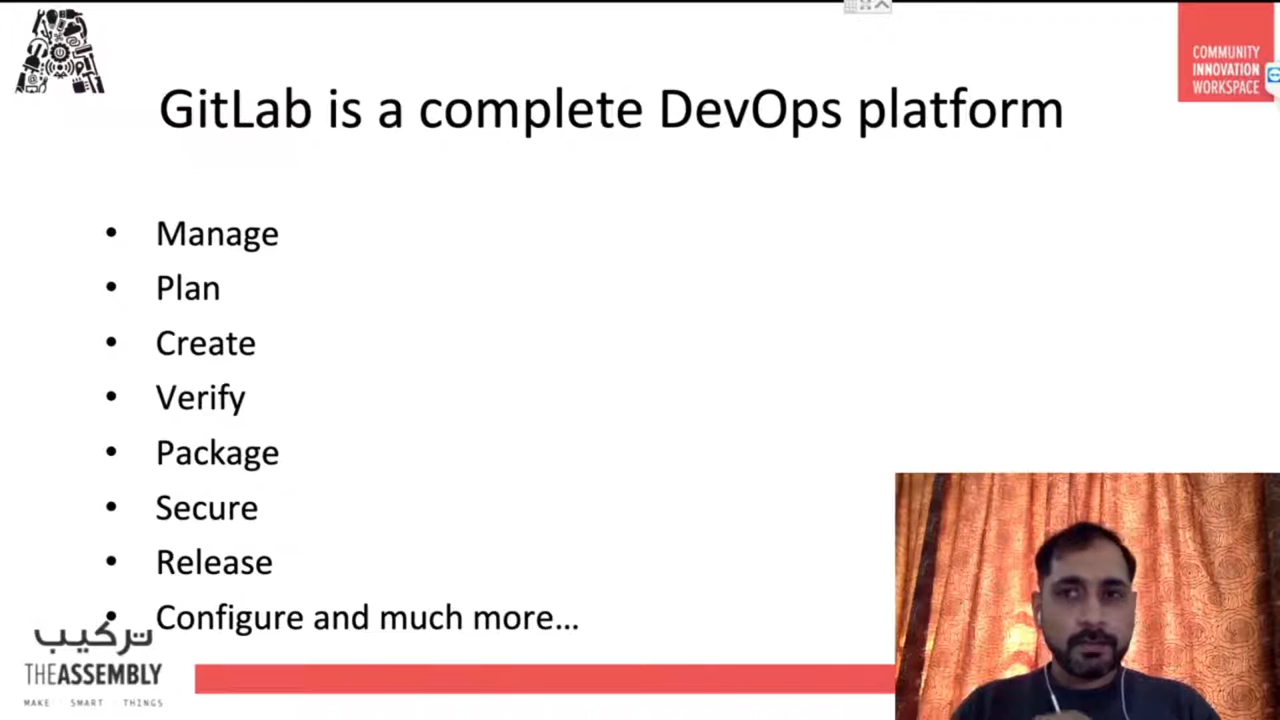 COMMUNITY
INNOVATION
WORKSPACE
GitLab is a complete DevOps platform
• Manage
• Plan
• Create
• Verify
• Package
• Secure
• Release
• Configure and much more...
تركيب
THEASSEMBLY
MAKE SMART THINGS